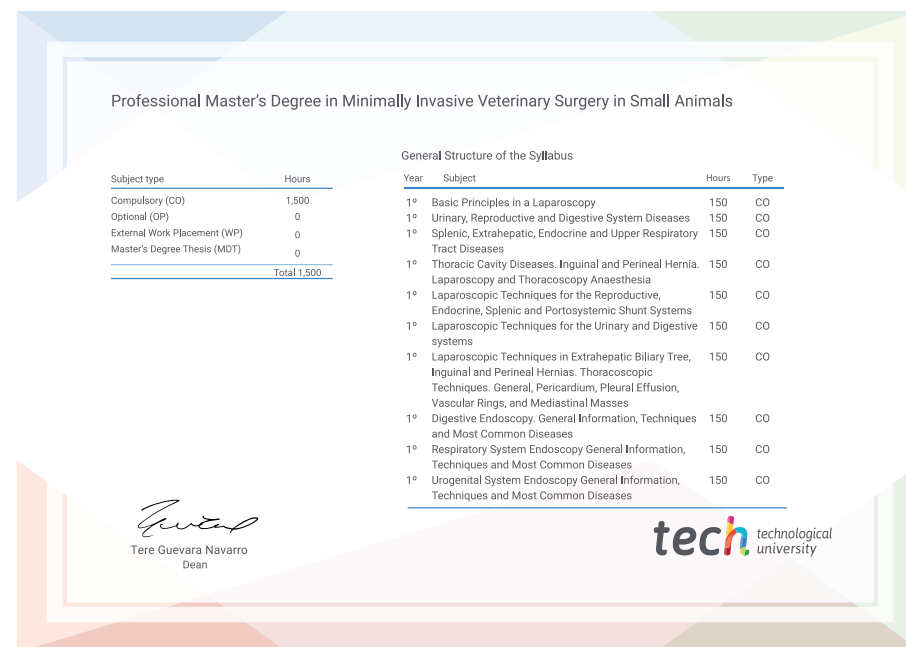 Professional Master's Degree in Minimally Invasive Veterinary Surgery in Small Animals
Subject type Hours
Compulsory (CO) 1,500
Optional (OP) 0
External Work Placement (WP) 0
Master's Degree Thesis (MDT) 0
Total 1,500
General Structure of the Syllabus
Year Subject Hours Type
1º Basic Principles in a Laparoscopy 150 CO
1º Urinary, Reproductive and Digestive System Diseases 150 CO
1º Splenic, Extrahepatic, Endocrine and Upper Respiratory 150 CO
Tract Diseases
1º Thoracic Cavity Diseases. Inguinal and Perineal Hernia. 150 CO
Laparoscopy and Thoracoscopy Anaesthesia
1º Laparoscopic Techniques for the Reproductive, 150 CO
Endocrine, Splenic and Portosystemic Shunt Systems
1º Laparoscopic Techniques for the Urinary and Digestive 150 CO
systems
1º Laparoscopic Techniques in Extrahepatic Biliary Tree, 150 CO
Inguinal and Perineal Hernias. Thoracoscopic
Techniques. General, Pericardium, Pleural Effusion,
Vascular Rings, and Mediastinal Masses
1º Digestive Endoscopy. General Information, Techniques 150 CO
and Most Common Diseases
1º Respiratory System Endoscopy General Information, 150 CO
Techniques and Most Common Diseases
1º Urogenital System Endoscopy General Information, 150 CO
Techniques and Most Common Diseases
Tere Guevara Navarro
Dean
tech technological
university